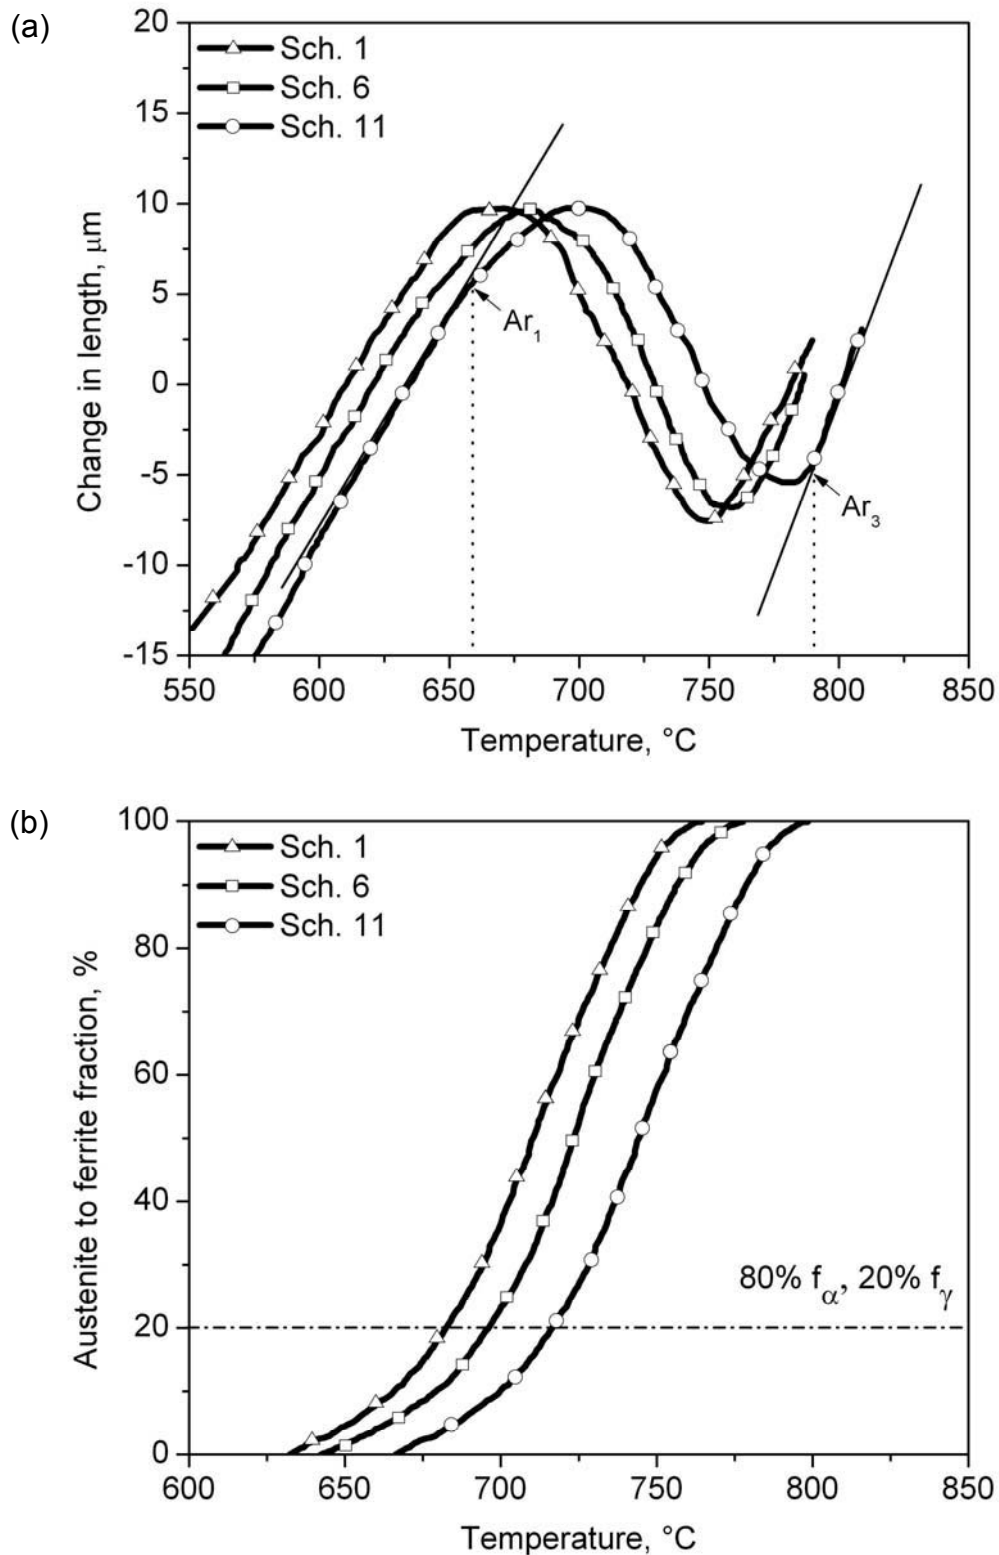 (a)
20
15
10
5
0
-5
-10
-15
Change in length, μm
Sch. 1
Sch. 6
Sch. 11
Ar₁
Ar₃
550 600 650 700 750 800 850
Temperature, °C
(b)
100
80
60
40
20
0
Austenite to ferrite fraction, %
Sch. 1
Sch. 6
Sch. 11
80% f_α, 20% f_γ
600 650 700 750 800 850
Temperature, °C